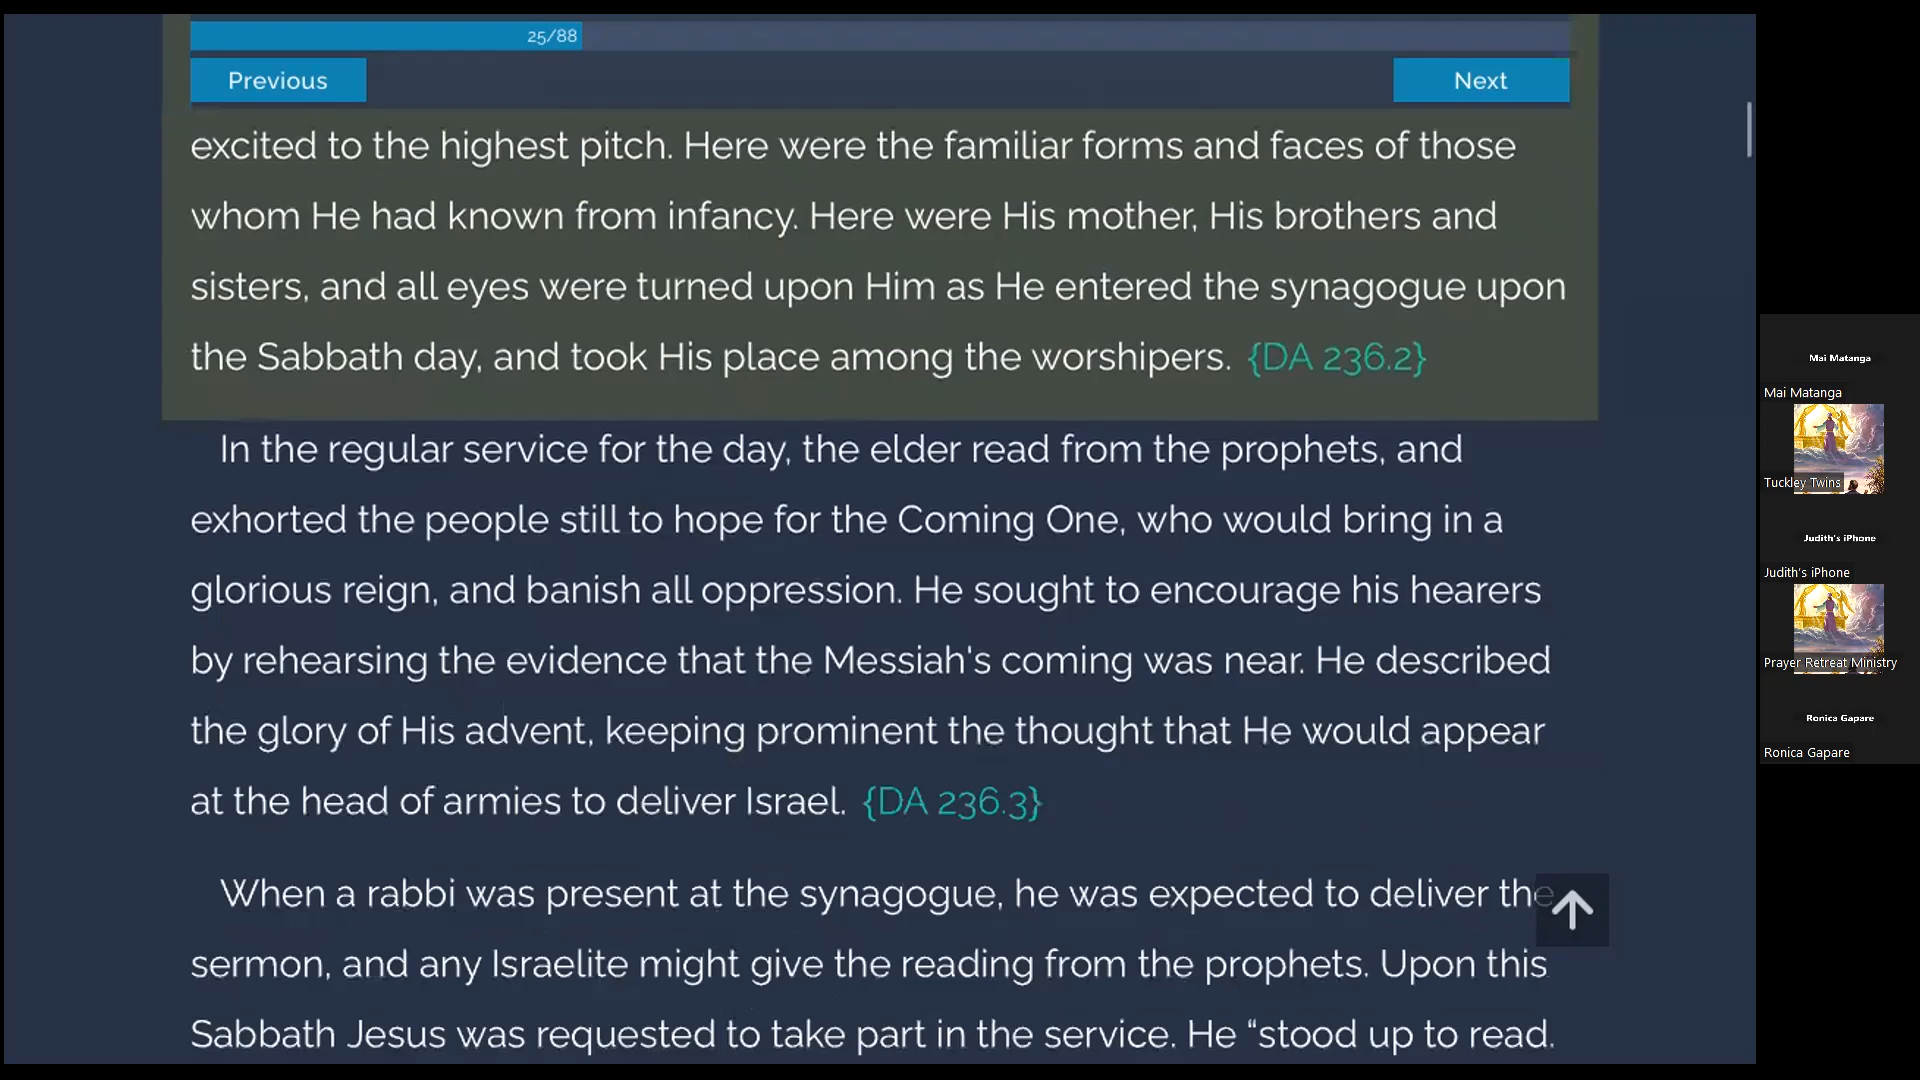 25/88
Previous
Next
excited to the highest pitch. Here were the familiar forms and faces of those
whom He had known from infancy. Here were His mother, His brothers and
sisters, and all eyes were turned upon Him as He entered the synagogue upon
the Sabbath day, and took His place among the worshipers. {DA 236.2}
In the regular service for the day, the elder read from the prophets, and
exhorted the people still to hope for the Coming One, who would bring in a
glorious reign, and banish all oppression. He sought to encourage his hearers
by rehearsing the evidence that the Messiah's coming was near. He described
the glory of His advent, keeping prominent the thought that He would appear
at the head of armies to deliver Israel. {DA 236.3}
When a rabbi was present at the synagogue, he was expected to deliver the
sermon, and any Israelite might give the reading from the prophets. Upon this
Sabbath Jesus was requested to take part in the service. He “stood up to read.
Mai Matanga
Mai Matanga
Tuckley Twins
Judith's iPhone
Judith's iPhone
Prayer Retreat Ministry
Ronica Gapare
Ronica Gapare